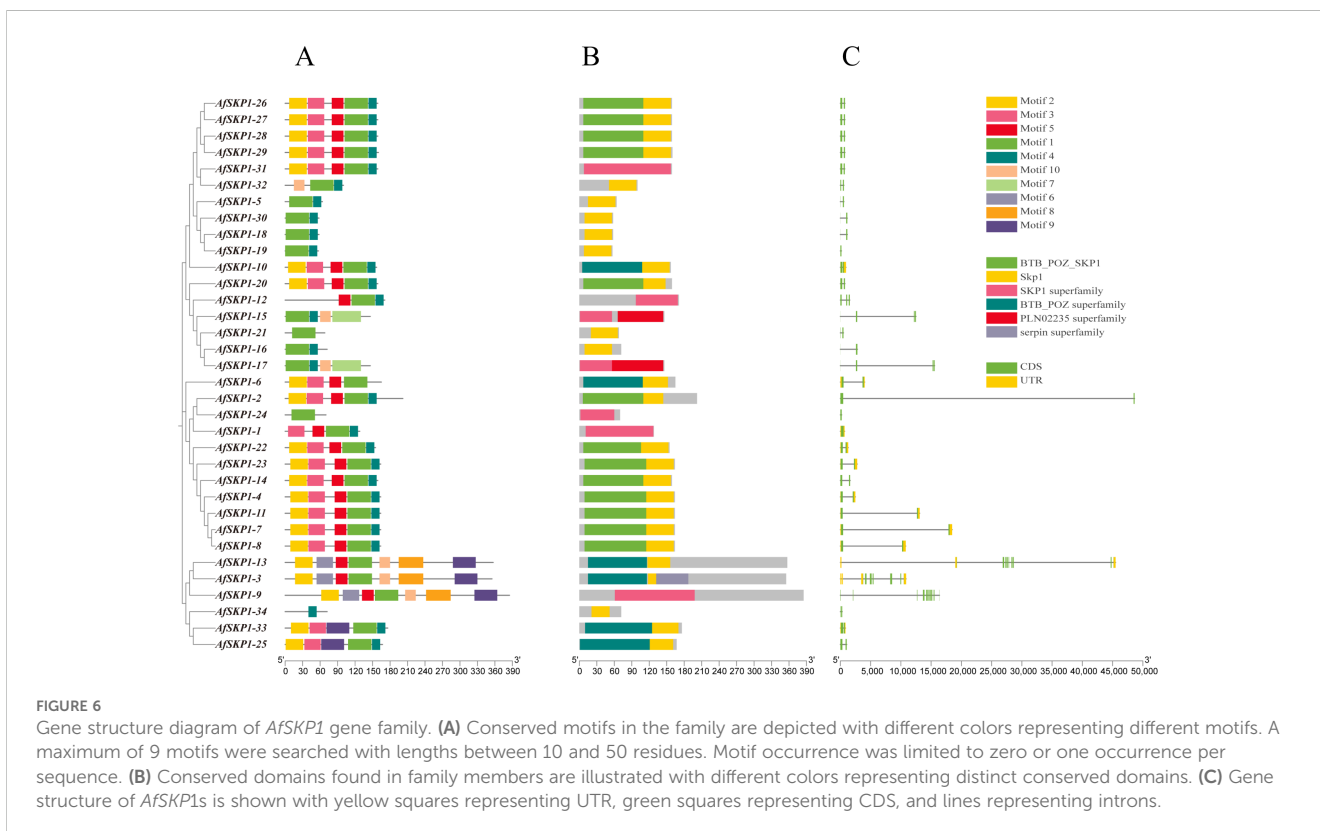 A B C
AfSKP1-26
AfSKP1-27
AfSKP1-28
AfSKP1-29
AfSKP1-31
AfSKP1-32
AfSKP1-5
AfSKP1-30
AfSKP1-18
AfSKP1-19
AfSKP1-10
AfSKP1-20
AfSKP1-12
AfSKP1-15
AfSKP1-21
AfSKP1-16
AfSKP1-17
AfSKP1-6
AfSKP1-2
AfSKP1-24
AfSKP1-1
AfSKP1-22
AfSKP1-23
AfSKP1-14
AfSKP1-4
AfSKP1-11
AfSKP1-7
AfSKP1-8
AfSKP1-13
AfSKP1-3
AfSKP1-9
AfSKP1-34
AfSKP1-33
AfSKP1-25
5' 3'
0 30 60 90 120 150 180 210 240 270 300 330 360 390
5' 3'
0 30 60 90 120 150 180 210 240 270 300 330 360 390
5' 3'
0 5,000 10,000 15,000 20,000 25,000 30,000 35,000 40,000 45,000 50,000
Motif 2
Motif 3
Motif 5
Motif 1
Motif 4
Motif 10
Motif 7
Motif 6
Motif 8
Motif 9
BTB_POZ_SKP1
Skp1
SKP1 superfamily
BTB_POZ superfamily
PLN02235 superfamily
serpin superfamily
CDS
UTR
FIGURE 6
Gene structure diagram of AfSKP1 gene family. (A) Conserved motifs in the family are depicted with different colors representing different motifs. A
maximum of 9 motifs were searched with lengths between 10 and 50 residues. Motif occurrence was limited to zero or one occurrence per
sequence. (B) Conserved domains found in family members are illustrated with different colors representing distinct conserved domains. (C) Gene
structure of AfSKP1s is shown with yellow squares representing UTR, green squares representing CDS, and lines representing introns.